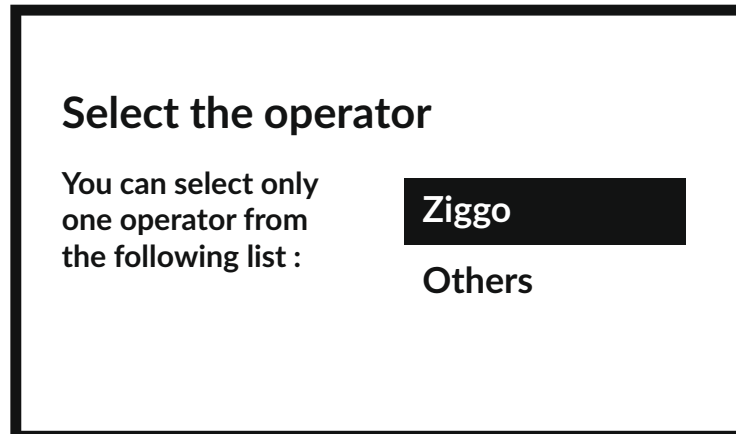 Select the operator
You can select only
one operator from
the following list :
Ziggo
Others